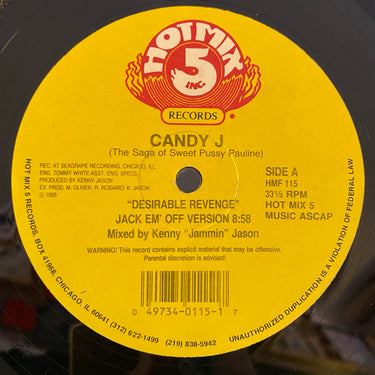 HOTMIX
5
INC.
RECORDS
CANDY J
(The Saga of Sweet Pussy Pauline)
REC. AT SEAGRAPE RECORDING, CHICAGO, ILL.
ENG. TOMMY WHITE ASST. ENG. SPECS.
PRODUCED BY KENNY JASON
EX. PROD. M. OLIVER, R. ROSARIO, K. JASON
© 1988
SIDE A
HMF 115
33⅓ RPM
HOT MIX 5
MUSIC ASCAP
"DESIRABLE REVENGE"
JACK EM' OFF VERSION 8:58
Mixed by Kenny "Jammin" Jason
WARNING! This record contains explicit material that may be offensive.
Parental discretion is advised!
0 49734-0115-1 7
HOT MIX 5 RECORDS, BOX 41968, CHICAGO, IL 60641 (312) 622-1499 (219) 838-5942
UNAUTHORIZED DUPLICATION IS A VIOLATION OF FEDERAL LAW